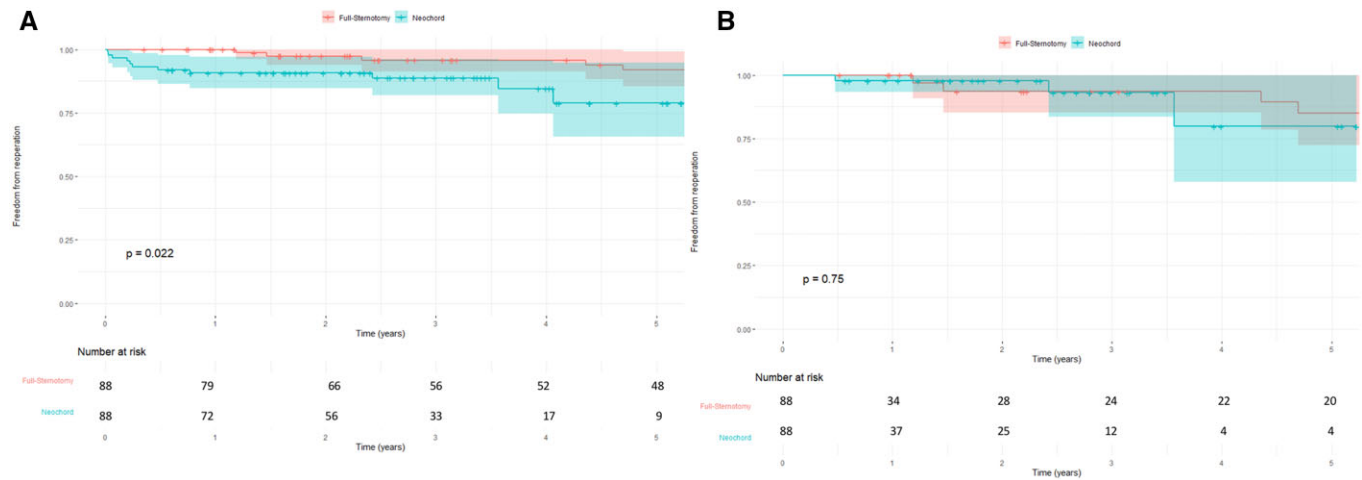 A
Full-Sternotomy Neochord
Freedom from reoperation
1.00
0.75
0.50
0.25
0.00
p = 0.022
0 1 2 3 4 5
Time (years)
Number at risk
Full-Sternotomy 88 79 66 56 52 48
Neochord 88 72 56 33 17 9
0 1 2 3 4 5
Time (years)
B
Full-Sternotomy Neochord
Freedom from reoperation
1.00
0.75
0.50
0.25
0.00
p = 0.75
0 1 2 3 4 5
Time (years)
Number at risk
Full-Sternotomy 88 34 28 24 22 20
Neochord 88 37 25 12 4 4
0 1 2 3 4 5
Time (years)